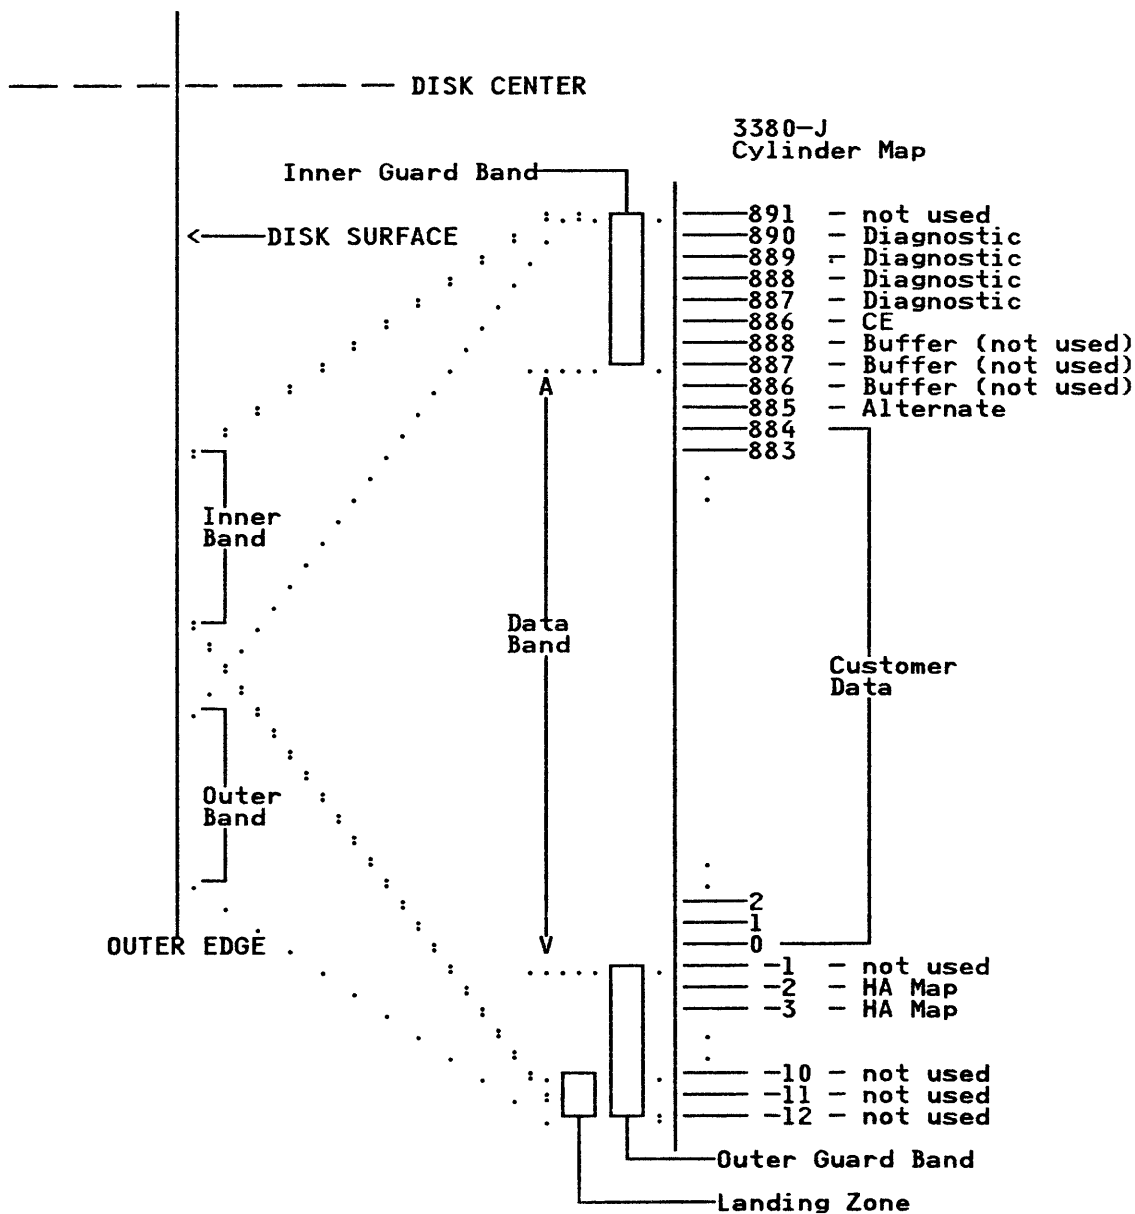 DISK CENTER
3380-J
Cylinder Map
Inner Guard Band
891 - not used
<—DISK SURFACE
890 - Diagnostic
889 - Diagnostic
888 - Diagnostic
887 - Diagnostic
886 - CE
888 - Buffer (not used)
887 - Buffer (not used)
A
886 - Buffer (not used)
885 - Alternate
884
883
Inner
Band
Data
Band
Customer
Data
Outer
Band
2
1
OUTER EDGE
V
0
-1 - not used
-2 - HA Map
-3 - HA Map
-10 - not used
-11 - not used
-12 - not used
Outer Guard Band
Landing Zone